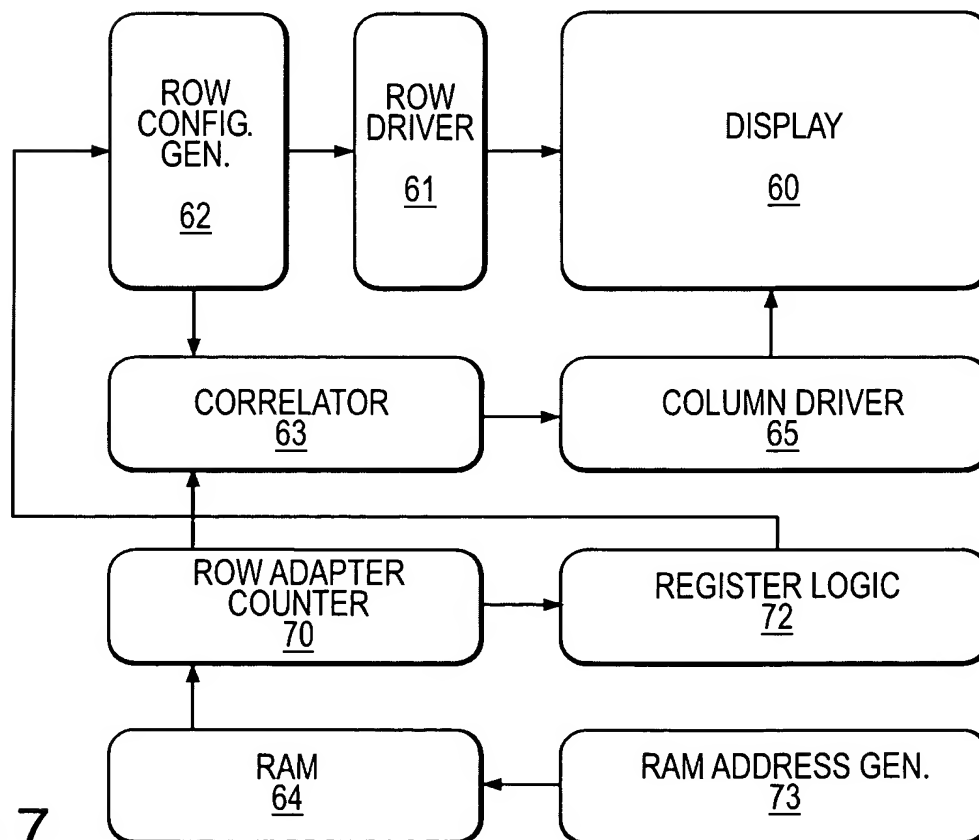 ROW
CONFIG.
GEN.
62
ROW
DRIVER
61
DISPLAY
60
CORRELATOR
63
COLUMN DRIVER
65
ROW ADAPTER
COUNTER
70
REGISTER LOGIC
72
RAM
64
RAM ADDRESS GEN.
73
7